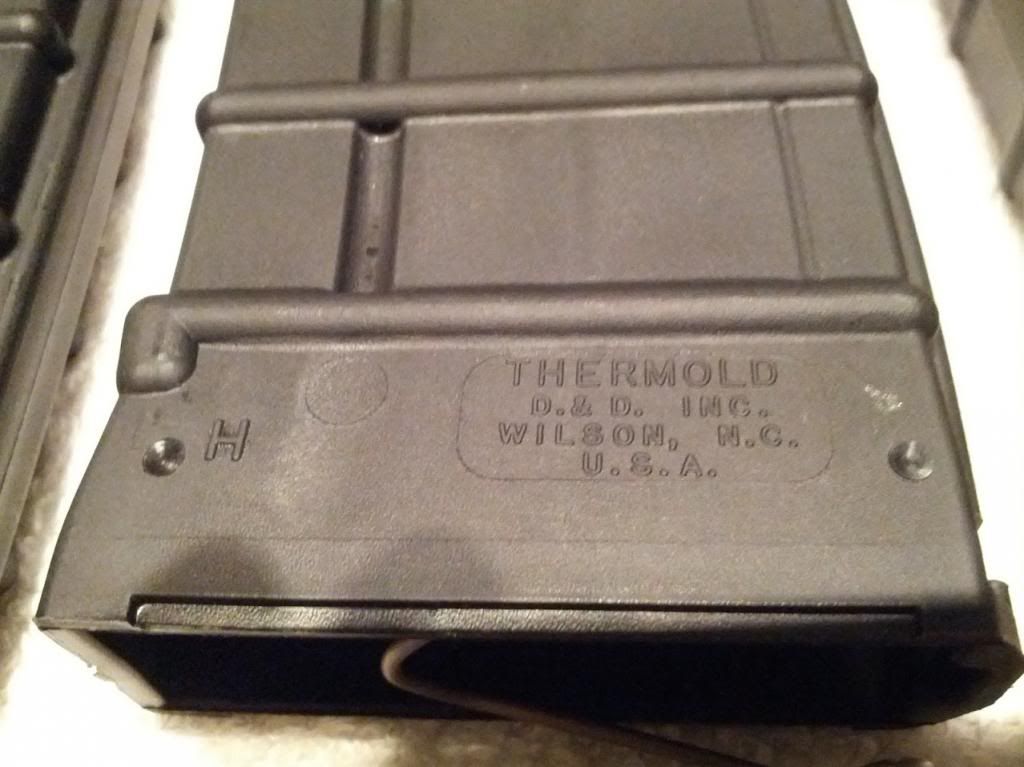 THERMOLD
D.& D. INC.
WILSON, N.C.
U.S.A.
H